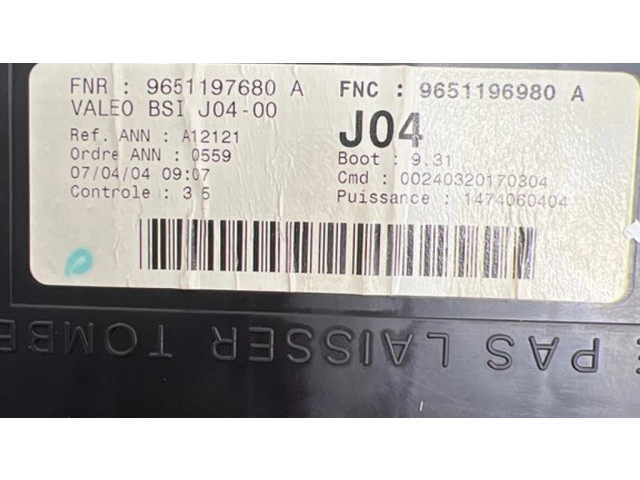 FNR : 9651197680 A
VALEO BSI J04-00
Ref. ANN : A12121
Ordre ANN : 0559
07/04/04 09:07
Controle : 3 5
FNC : 9651196980 A
J04
Boot : 9.31
Cmd : 00240320170304
Puissance : 1474060404
PAS LAISSER TOMBE